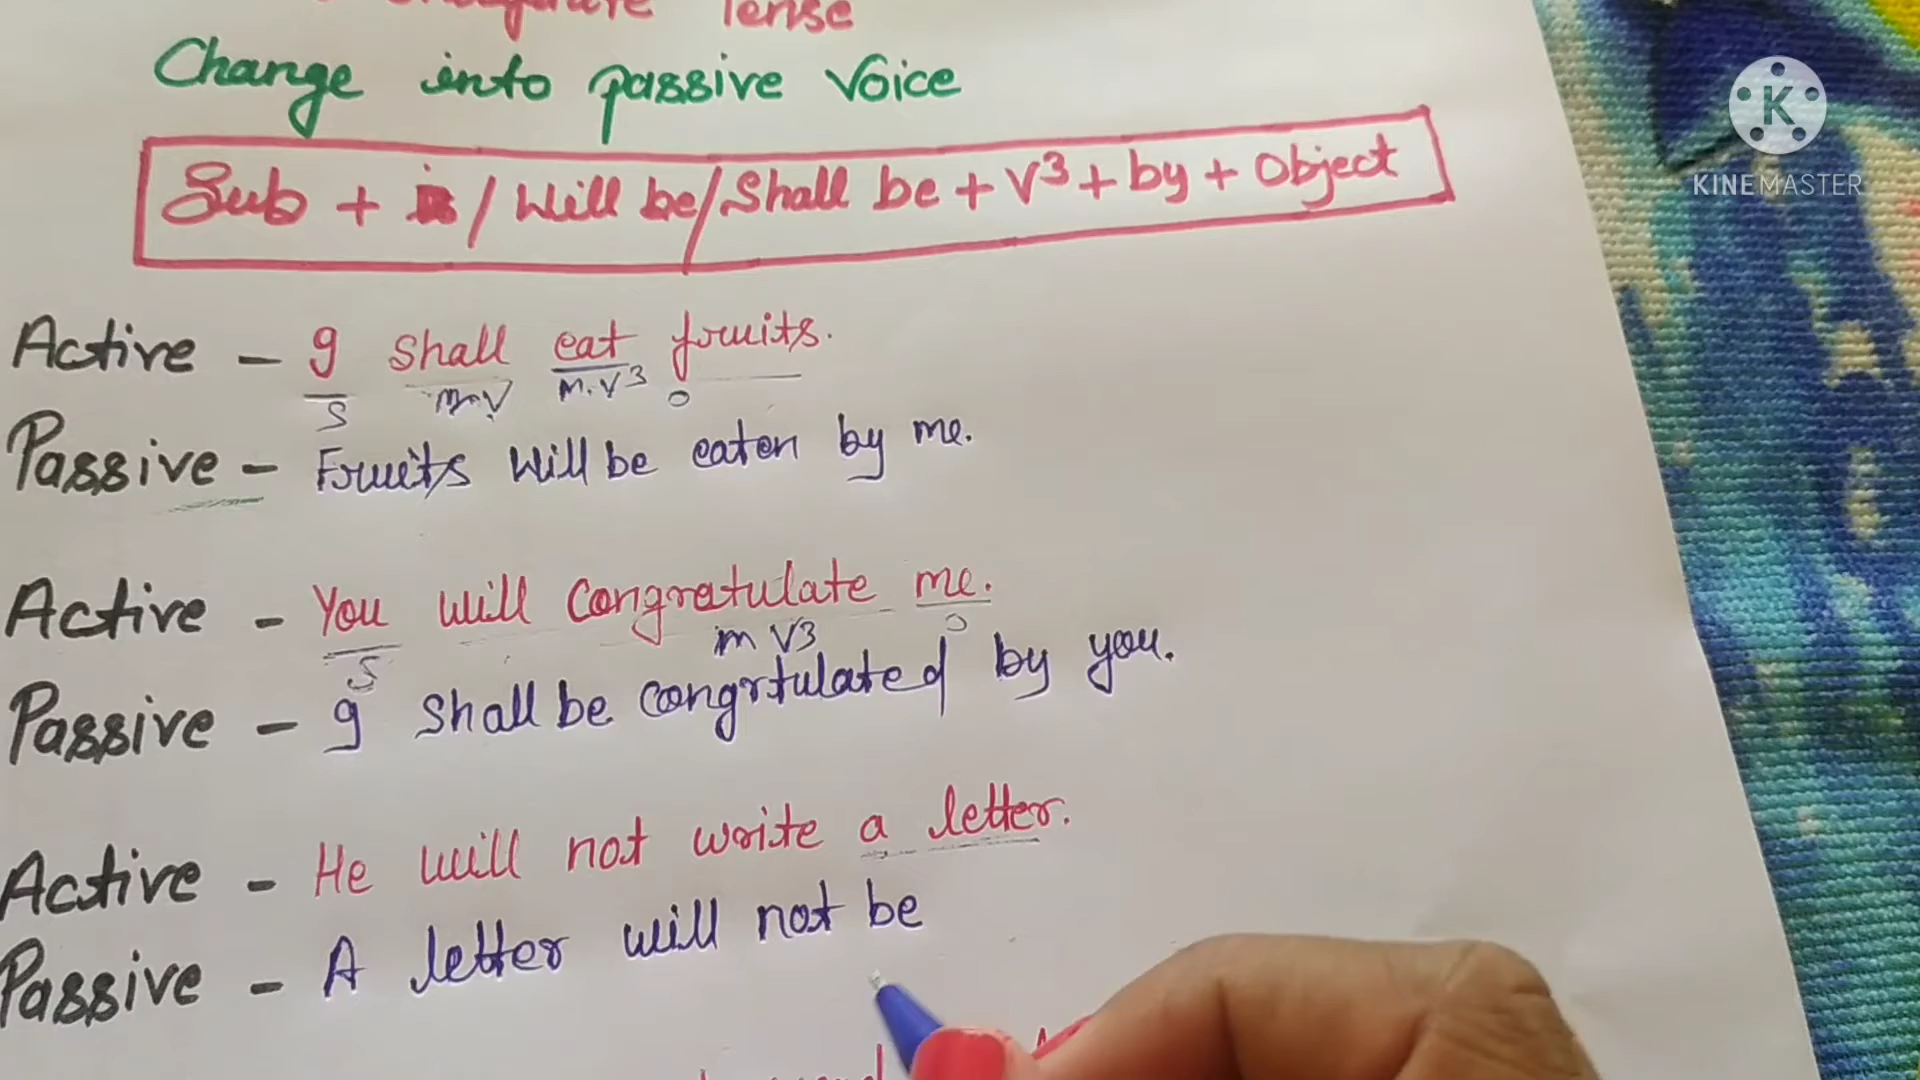 Tense
Change into passive Voice
Sub + is / Will be/Shall be + V3 + by + Object
KINEMASTER
Active - I Shall eat fruits.
S M.V M.V3 O
Passive - Fruits Will be eaten by me.
Active - You will Congratulate me.
S M V3 O
Passive - I Shall be congrtulated by you.
Active - He will not write a letter.
Passive - A letter will not be